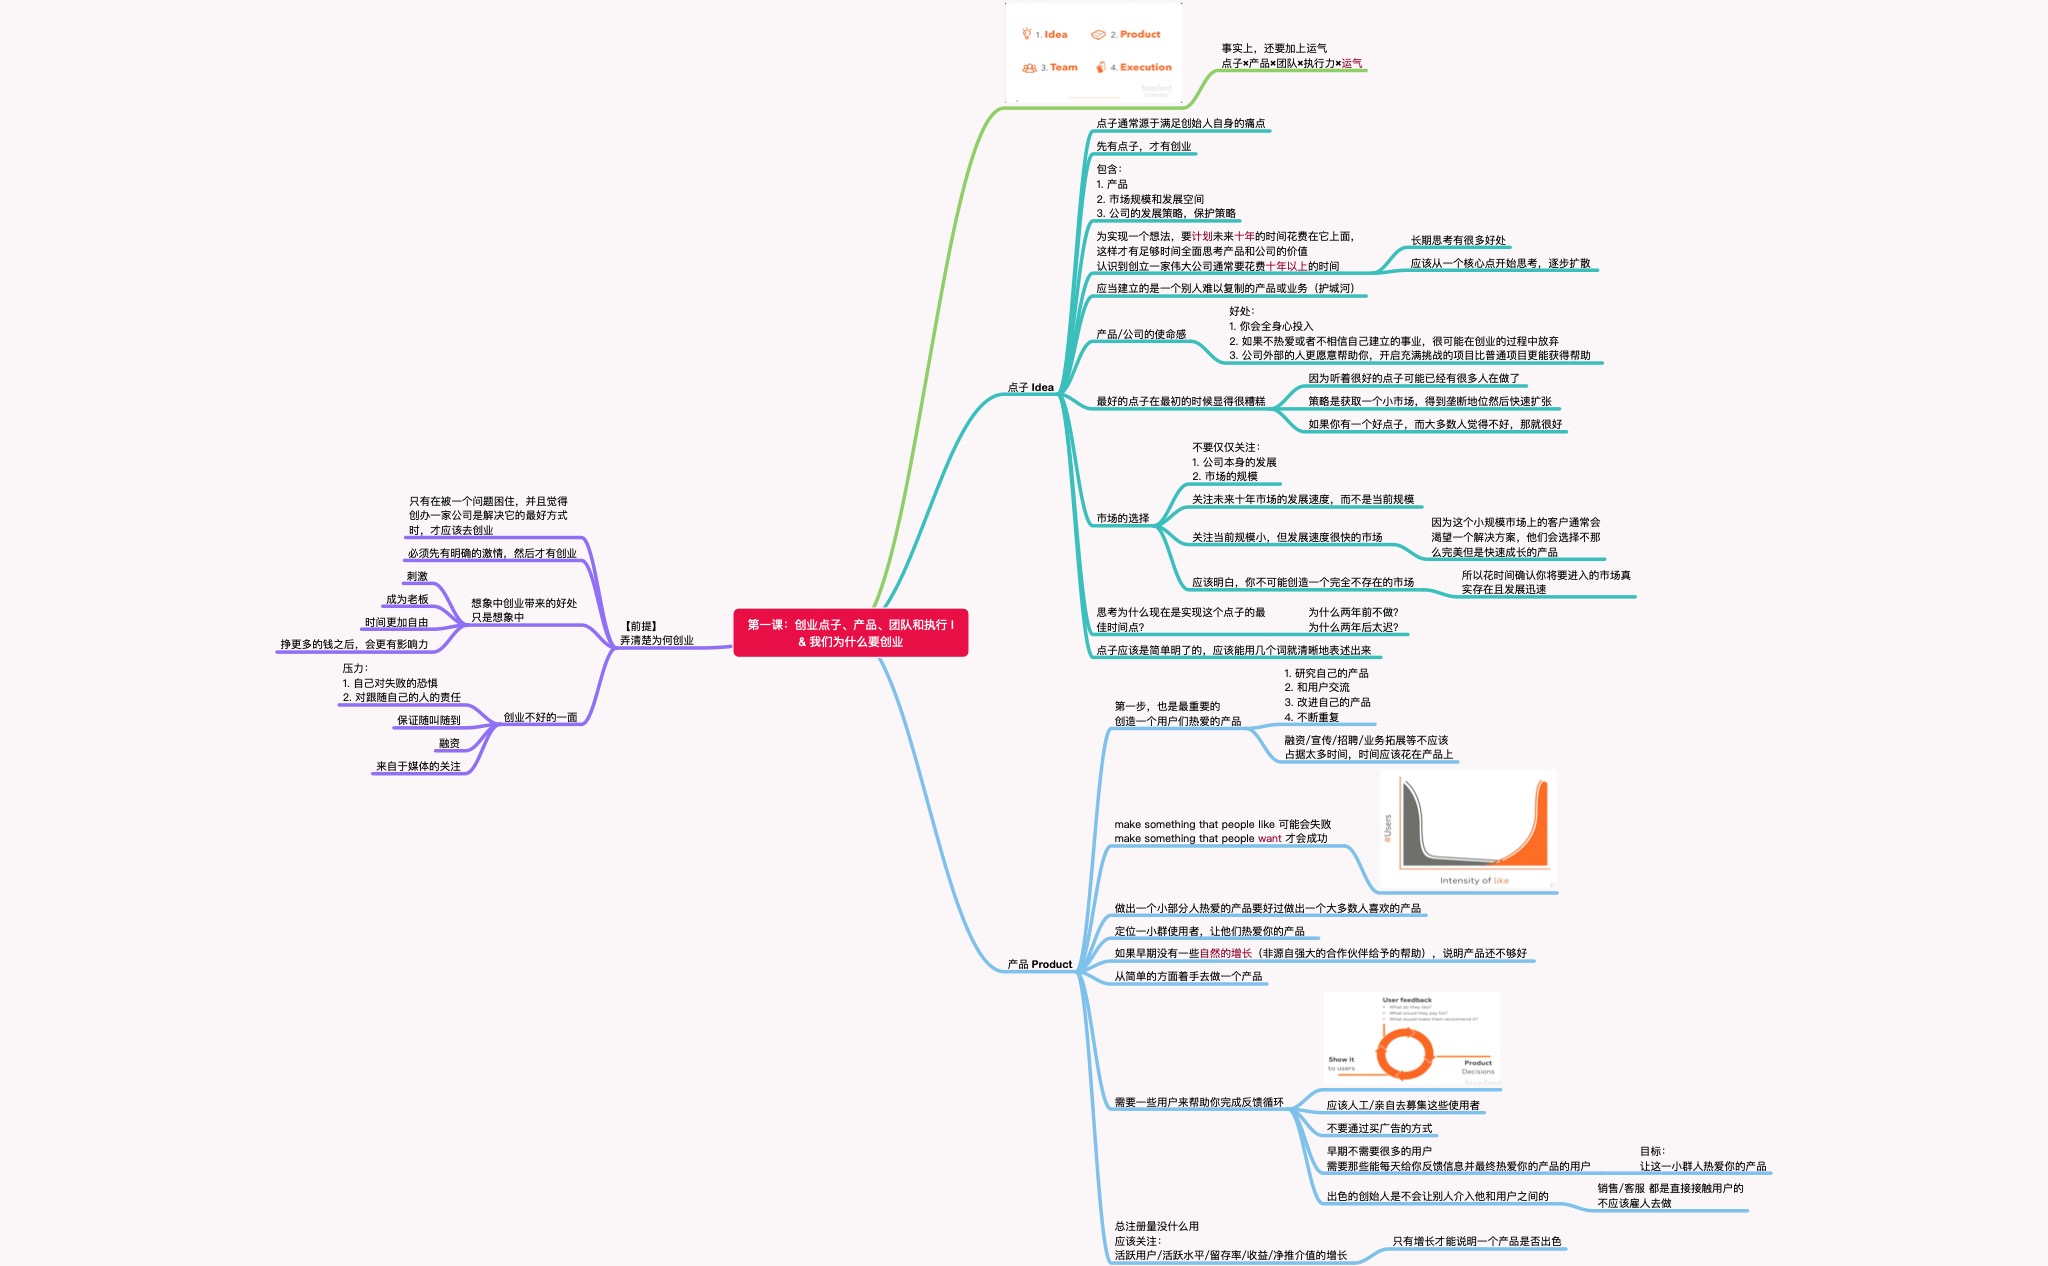 第一课：创业点子、产品、团队和执行 I
& 我们为什么要创业
【前提】
弄清楚为何创业
只有在被一个问题困住，并且觉得
创办一家公司是解决它的最好方式
时，才应该去创业
必须先有明确的激情，然后才有创业
想象中创业带来的好处
只是想象中
刺激
成为老板
时间更加自由
挣更多的钱之后，会更有影响力
创业不好的一面
压力：
1. 自己对失败的恐惧
2. 对跟随自己的人的责任
保证随叫随到
融资
来自于媒体的关注
1. Idea
2. Product
3. Team
4. Execution
Stanford
University
事实上，还要加上运气
点子×产品×团队×执行力×运气
点子 Idea
点子通常源于满足创始人自身的痛点
先有点子，才有创业
包含：
1. 产品
2. 市场规模和发展空间
3. 公司的发展策略，保护策略
为实现一个想法，要计划未来十年的时间花费在它上面，
这样才有足够时间全面思考产品和公司的价值
认识到创立一家伟大公司通常要花费十年以上的时间
长期思考有很多好处
应该从一个核心点开始思考，逐步扩散
应当建立的是一个别人难以复制的产品或业务（护城河）
产品/公司的使命感
好处：
1. 你会全身心投入
2. 如果不热爱或者不相信自己建立的事业，很可能在创业的过程中放弃
3. 公司外部的人更愿意帮助你，开启充满挑战的项目比普通项目更能获得帮助
最好的点子在最初的时候显得很糟糕
因为听着很好的点子可能已经有很多人在做了
策略是获取一个小市场，得到垄断地位然后快速扩张
如果你有一个好点子，而大多数人觉得不好，那就很好
市场的选择
不要仅仅关注：
1. 公司本身的发展
2. 市场的规模
关注未来十年市场的发展速度，而不是当前规模
关注当前规模小，但发展速度很快的市场
因为这个小规模市场上的客户通常会
渴望一个解决方案，他们会选择不那
么完美但是快速成长的产品
应该明白，你不可能创造一个完全不存在的市场
所以花时间确认你将要进入的市场真
实存在且发展迅速
思考为什么现在是实现这个点子的最
佳时间点？
为什么两年前不做？
为什么两年后太迟？
点子应该是简单明了的，应该能用几个词就清晰地表述出来
产品 Product
第一步，也是最重要的
创造一个用户们热爱的产品
1. 研究自己的产品
2. 和用户交流
3. 改进自己的产品
4. 不断重复
融资/宣传/招聘/业务拓展等不应该
占据太多时间，时间应该花在产品上
make something that people like 可能会失败
make something that people want 才会成功
#Users
Intensity of like
做出一个小部分人热爱的产品要好过做出一个大多数人喜欢的产品
定位一小群使用者，让他们热爱你的产品
如果早期没有一些自然的增长（非源自强大的合作伙伴给予的帮助），说明产品还不够好
从简单的方面着手去做一个产品
需要一些用户来帮助你完成反馈循环
User feedback
• What do they like?
• What would they pay for?
• What would make them recommend it?
Show it
to users
Product
Decisions
Stanford
应该人工/亲自去募集这些使用者
不要通过买广告的方式
早期不需要很多的用户
需要那些能每天给你反馈信息并最终热爱你的产品的用户
目标：
让这一小群人热爱你的产品
出色的创始人是不会让别人介入他和用户之间的
销售/客服 都是直接接触用户的
不应该雇人去做
总注册量没什么用
应该关注：
活跃用户/活跃水平/留存率/收益/净推介值的增长
只有增长才能说明一个产品是否出色